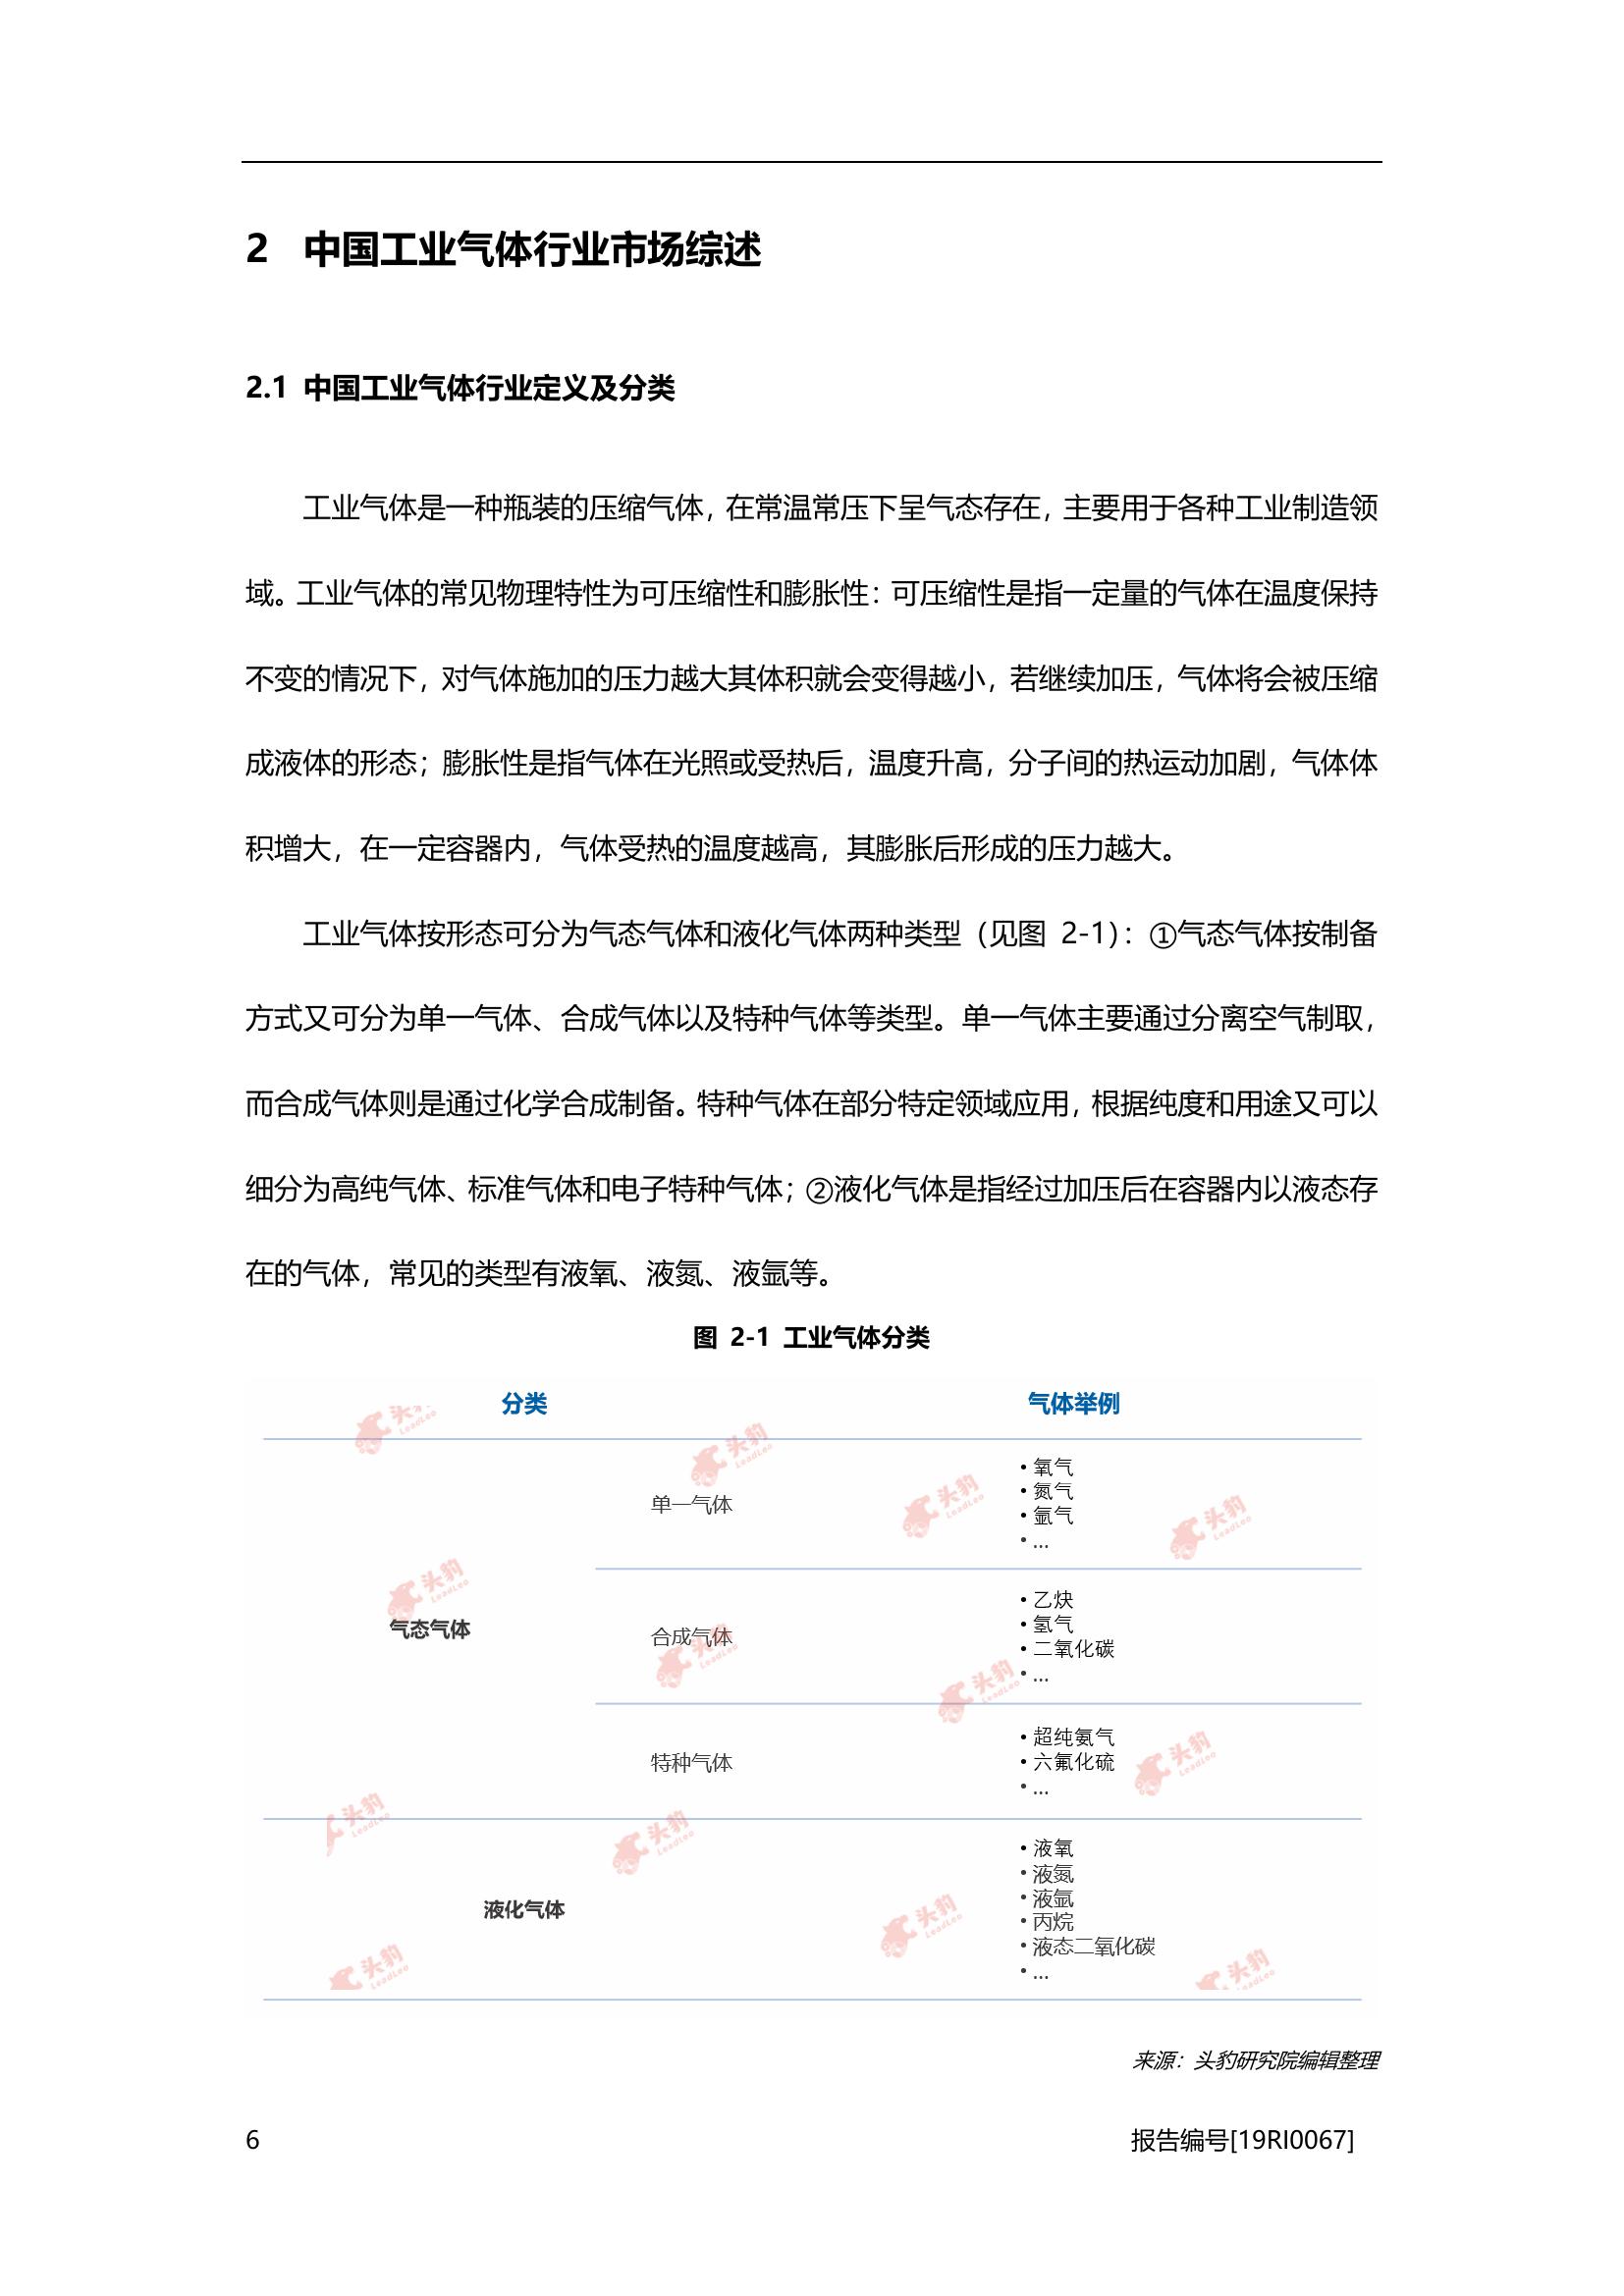 2 中国工业气体行业市场综述
2.1 中国工业气体行业定义及分类
工业气体是一种瓶装的压缩气体，在常温常压下呈气态存在，主要用于各种工业制造领
域。工业气体的常见物理特性为可压缩性和膨胀性：可压缩性是指一定量的气体在温度保持
不变的情况下，对气体施加的压力越大其体积就会变得越小，若继续加压，气体将会被压缩
成液体的形态；膨胀性是指气体在光照或受热后，温度升高，分子间的热运动加剧，气体体
积增大，在一定容器内，气体受热的温度越高，其膨胀后形成的压力越大。
工业气体按形态可分为气态气体和液化气体两种类型（见图 2-1）：①气态气体按制备
方式又可分为单一气体、合成气体以及特种气体等类型。单一气体主要通过分离空气制取，
而合成气体则是通过化学合成制备。特种气体在部分特定领域应用，根据纯度和用途又可以
细分为高纯气体、标准气体和电子特种气体；②液化气体是指经过加压后在容器内以液态存
在的气体，常见的类型有液氧、液氮、液氩等。
图 2-1 工业气体分类
分类 气体举例
气态气体
单一气体
• 氧气
• 氮气
• 氩气
• ...
合成气体
• 乙炔
• 氢气
• 二氧化碳
• ...
特种气体
• 超纯氨气
• 六氟化硫
• ...
液化气体
• 液氧
• 液氮
• 液氩
• 丙烷
• 液态二氧化碳
• ...
头豹
LeadLeo
来源：头豹研究院编辑整理
6 报告编号[19RI0067]